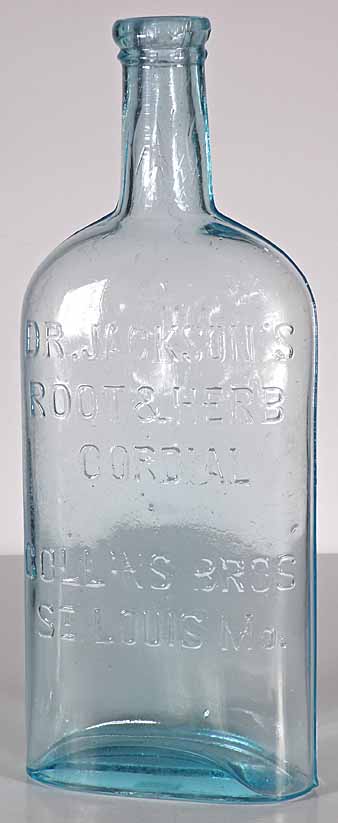 DR. JACKSON'S
ROOT & HERB
CORDIAL
COLLINS BROS
ST LOUIS Mo.